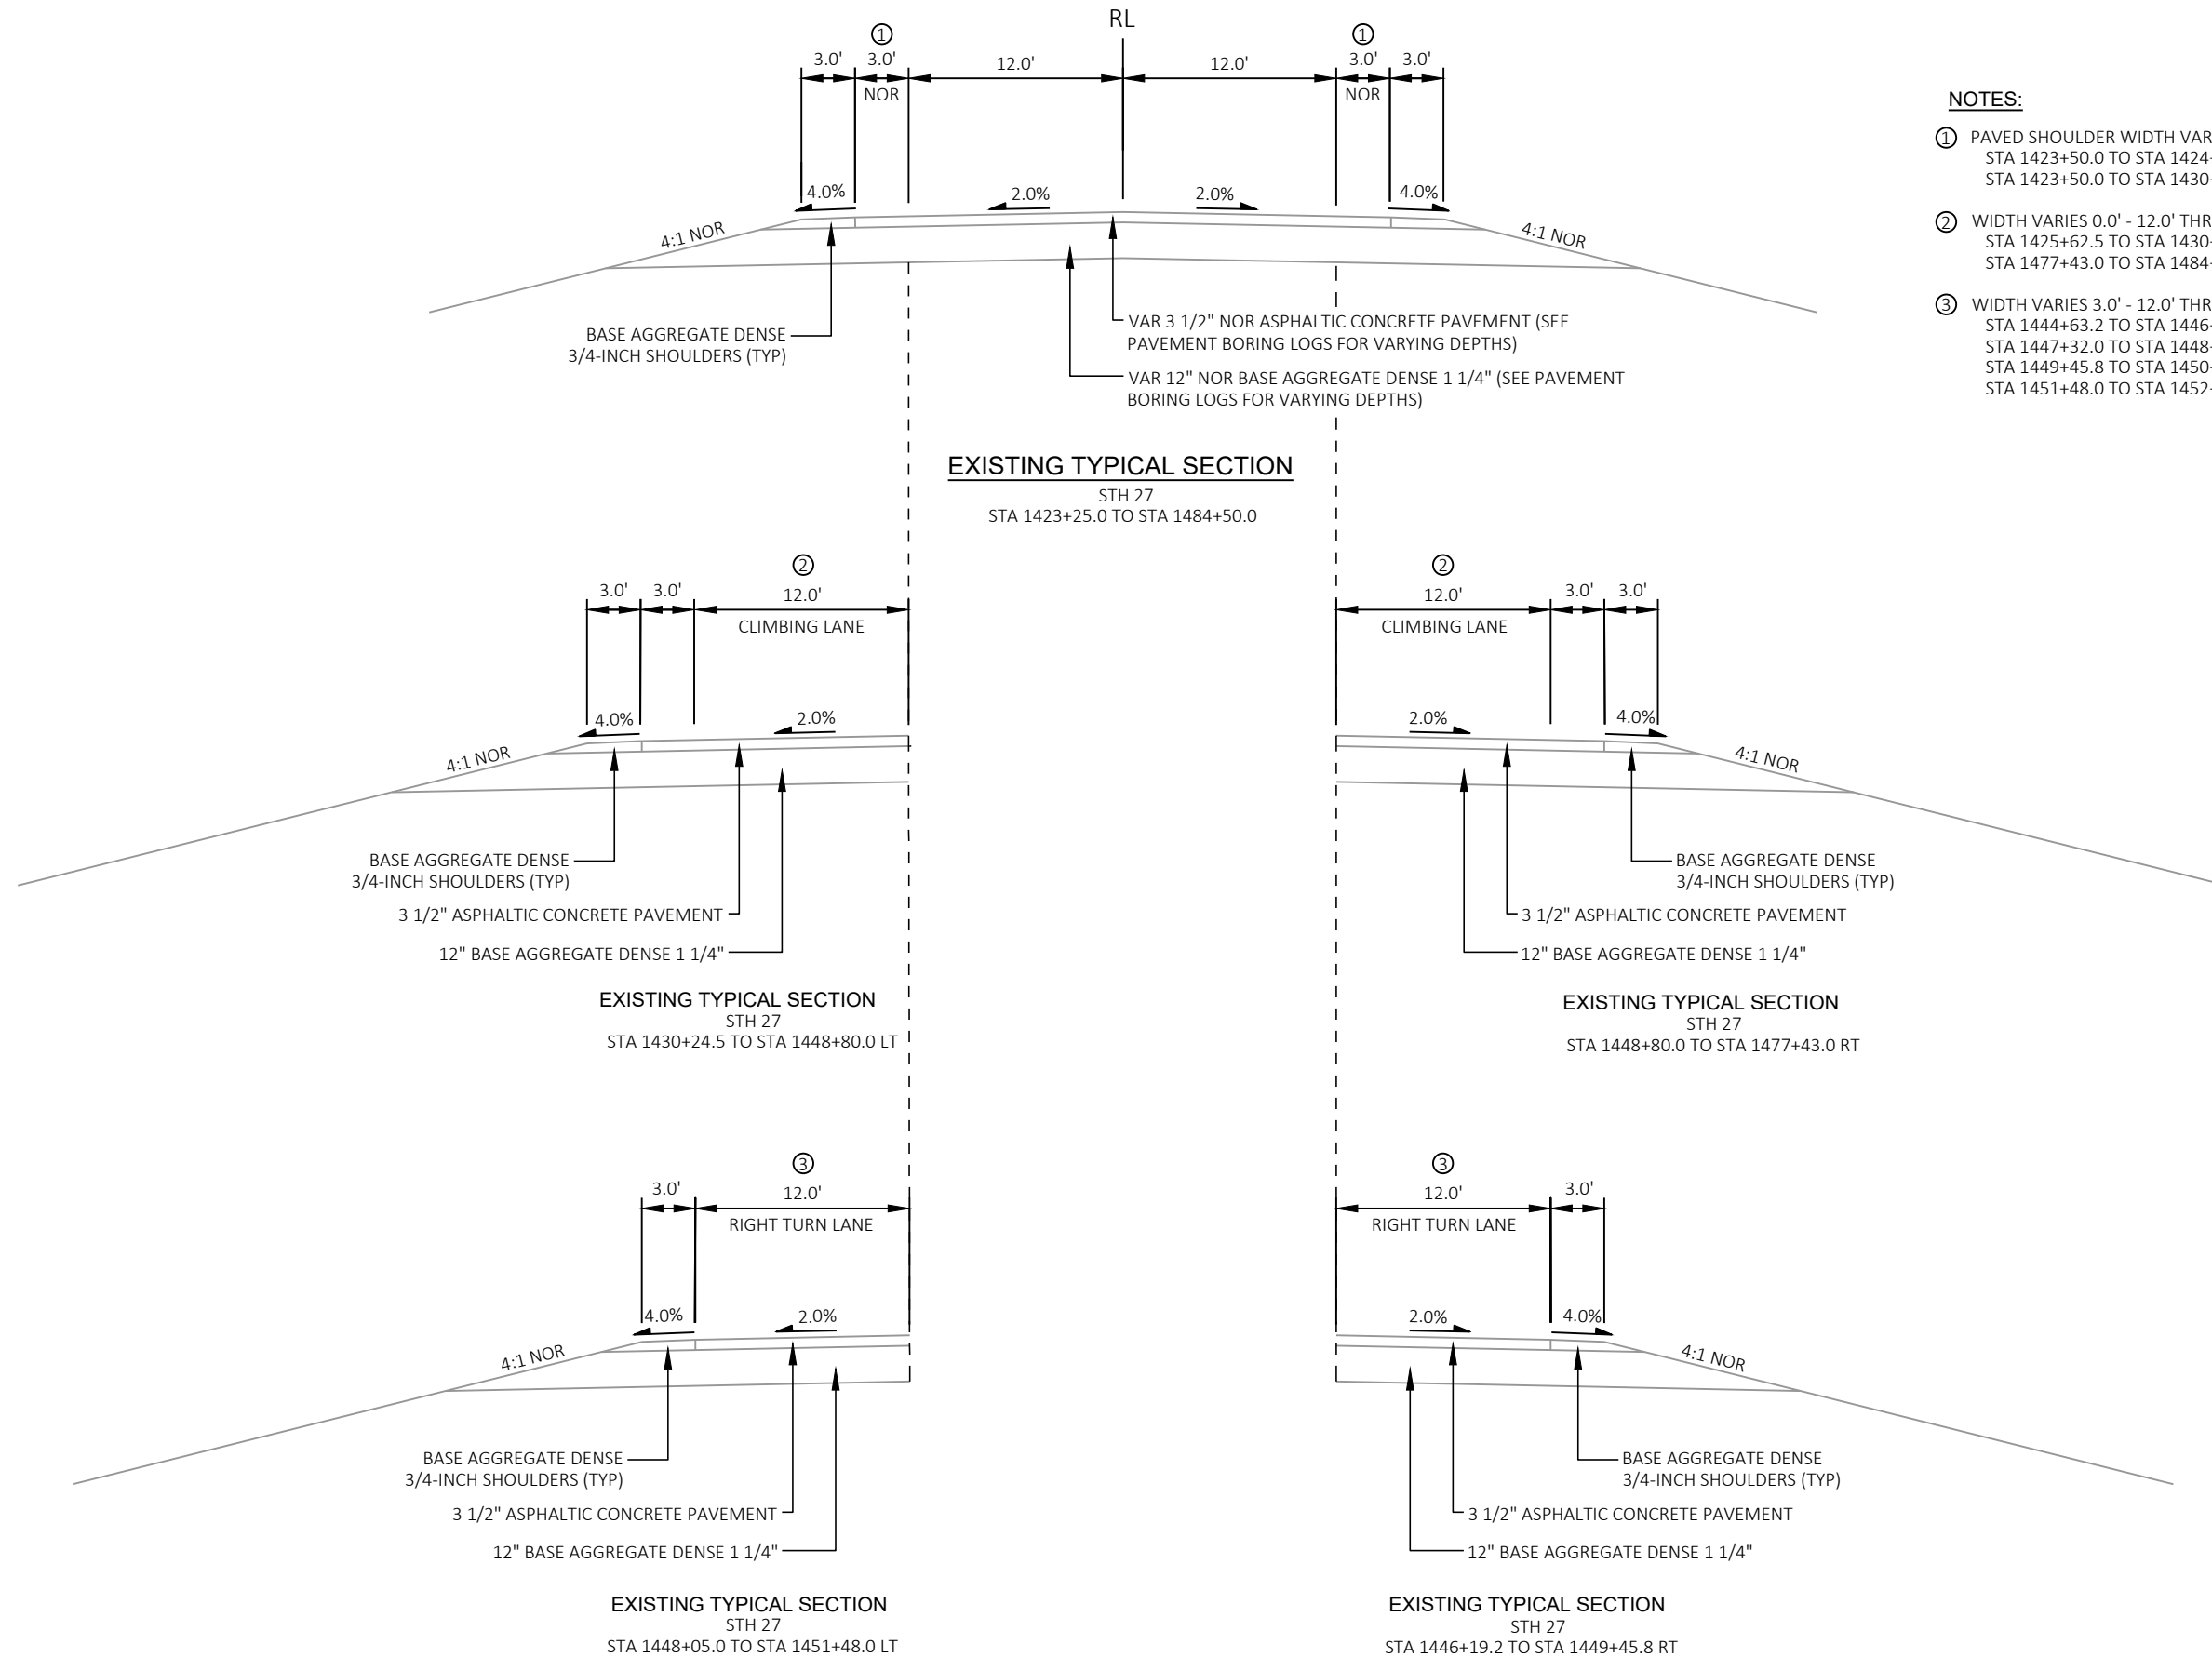 RL
① ①
3.0' 3.0' 12.0' 12.0' 3.0' 3.0'
NOR NOR
4.0% 2.0% 2.0% 4.0%
4:1 NOR 4:1 NOR
BASE AGGREGATE DENSE
3/4-INCH SHOULDERS (TYP)
VAR 3 1/2" NOR ASPHALTIC CONCRETE PAVEMENT (SEE
PAVEMENT BORING LOGS FOR VARYING DEPTHS)
VAR 12" NOR BASE AGGREGATE DENSE 1 1/4" (SEE PAVEMENT
BORING LOGS FOR VARYING DEPTHS)
EXISTING TYPICAL SECTION
STH 27
STA 1423+25.0 TO STA 1484+50.0
NOTES:
① PAVED SHOULDER WIDTH
STA 1423+50.0 TO STA
STA 1423+50.0 TO STA
② WIDTH VARIES 0.0' - 12.0'
STA 1425+62.5 TO STA
STA 1477+43.0 TO STA
③ WIDTH VARIES 3.0' - 12.0'
STA 1444+63.2 TO STA
STA 1447+32.0 TO STA
STA 1449+45.8 TO STA
STA 1451+48.0 TO STA
②
3.0' 3.0' 12.0'
CLIMBING LANE
4.0% 2.0%
4:1 NOR
BASE AGGREGATE DENSE
3/4-INCH SHOULDERS (TYP)
3 1/2" ASPHALTIC CONCRETE PAVEMENT
12" BASE AGGREGATE DENSE 1 1/4"
EXISTING TYPICAL SECTION
STH 27
STA 1430+24.5 TO STA 1448+80.0 LT
②
12.0' 3.0' 3.0'
CLIMBING LANE
2.0% 4.0%
4:1 NOR
BASE AGGREGATE DENSE
3/4-INCH SHOULDERS (TYP)
3 1/2" ASPHALTIC CONCRETE PAVEMENT
12" BASE AGGREGATE DENSE 1 1/4"
EXISTING TYPICAL SECTION
STH 27
STA 1448+80.0 TO STA 1477+43.0 RT
③
3.0' 12.0'
RIGHT TURN LANE
4.0% 2.0%
4:1 NOR
BASE AGGREGATE DENSE
3/4-INCH SHOULDERS (TYP)
3 1/2" ASPHALTIC CONCRETE PAVEMENT
12" BASE AGGREGATE DENSE 1 1/4"
EXISTING TYPICAL SECTION
STH 27
STA 1448+05.0 TO STA 1451+48.0 LT
③
12.0' 3.0'
RIGHT TURN LANE
2.0% 4.0%
4:1 NOR
BASE AGGREGATE DENSE
3/4-INCH SHOULDERS (TYP)
3 1/2" ASPHALTIC CONCRETE PAVEMENT
12" BASE AGGREGATE DENSE 1 1/4"
EXISTING TYPICAL SECTION
STH 27
STA 1446+19.2 TO STA 1449+45.8 RT